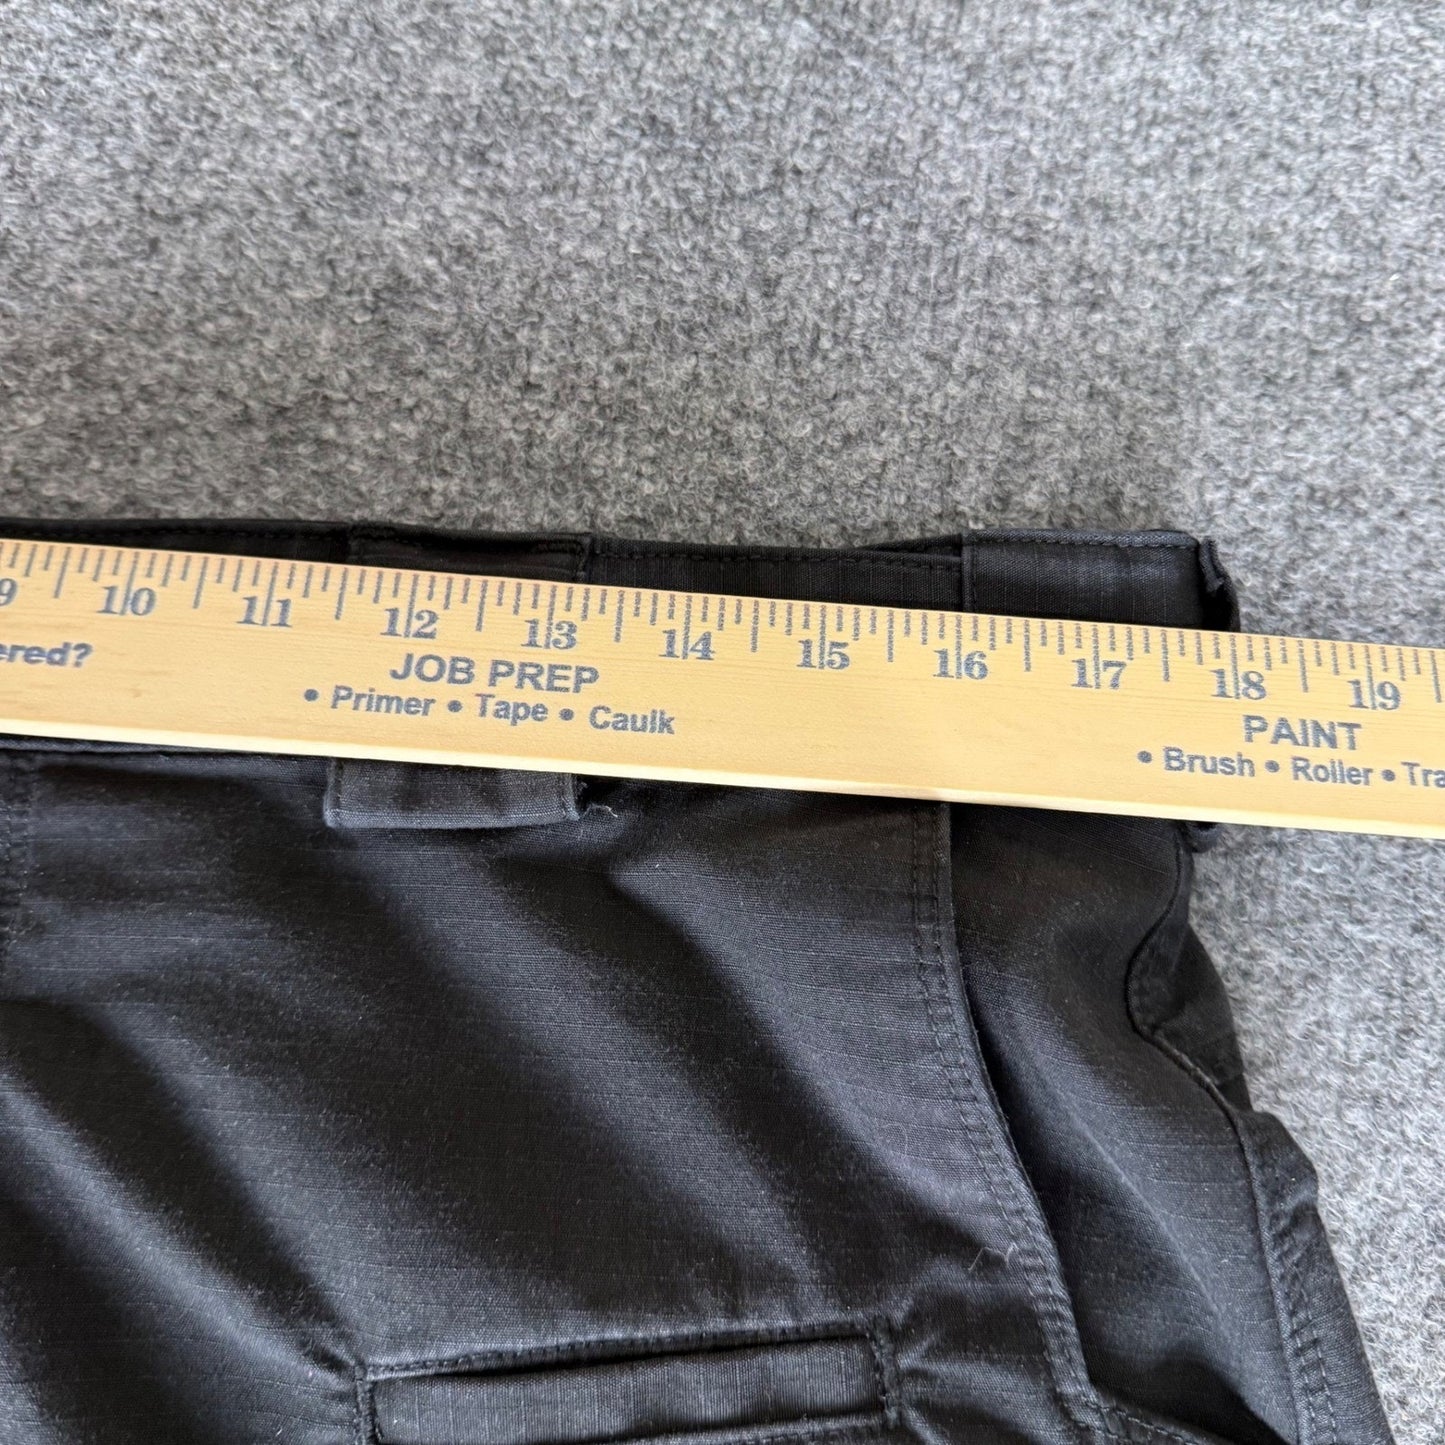 9 10 11 12 13 14 15 16 17 18 19
ered?
JOB PREP
• Primer • Tape • Caulk
PAINT
• Brush • Roller • Tra